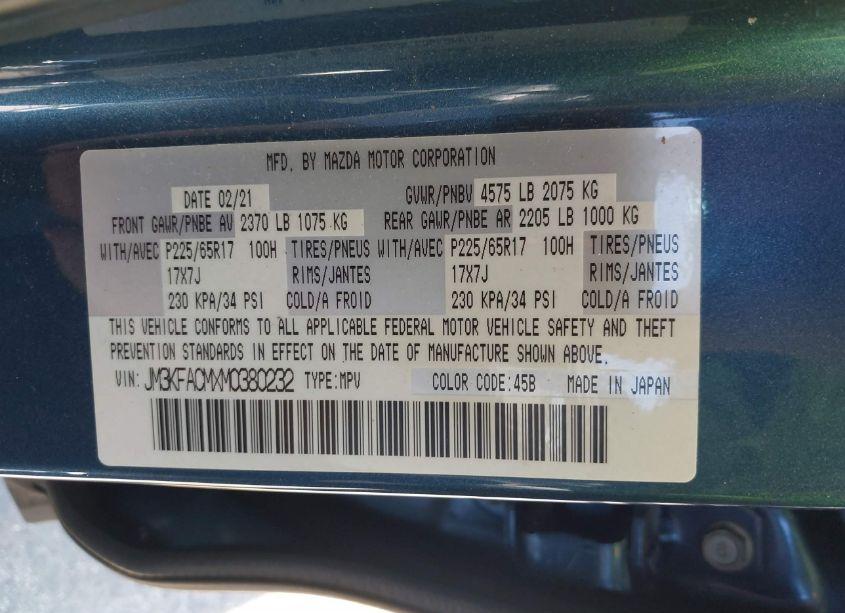 MFD. BY MAZDA MOTOR CORPORATION
DATE 02/21 GVWR/PNBV 4575 LB 2075 KG
FRONT GAWR/PNBE AV 2370 LB 1075 KG REAR GAWR/PNBE AR 2205 LB 1000 KG
WITH/AVEC P225/65R17 100H TIRES/PNEUS WITH/AVEC P225/65R17 100H TIRES/PNEUS
17X7J RIMS/JANTES 17X7J RIMS/JANTES
230 KPA/34 PSI COLD/A FROID 230 KPA/34 PSI COLD/A FROID
THIS VEHICLE CONFORMS TO ALL APPLICABLE FEDERAL MOTOR VEHICLE SAFETY AND THEFT
PREVENTION STANDARDS IN EFFECT ON THE DATE OF MANUFACTURE SHOWN ABOVE.
VIN: JM3KFACMXM0380232 TYPE:MPV COLOR CODE:45B MADE IN JAPAN